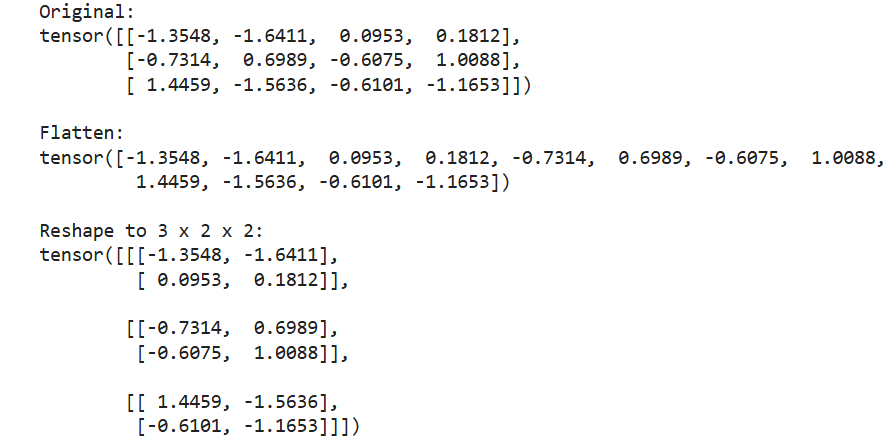 Original:
tensor([[-1.3548, -1.6411,  0.0953,  0.1812],
        [-0.7314,  0.6989, -0.6075,  1.0088],
        [ 1.4459, -1.5636, -0.6101, -1.1653]])

Flatten:
tensor([-1.3548, -1.6411,  0.0953,  0.1812, -0.7314,  0.6989, -0.6075,  1.0088,
         1.4459, -1.5636, -0.6101, -1.1653])

Reshape to 3 x 2 x 2:
tensor([[[-1.3548, -1.6411],
         [ 0.0953,  0.1812]],

        [[-0.7314,  0.6989],
         [-0.6075,  1.0088]],

        [[ 1.4459, -1.5636],
         [-0.6101, -1.1653]]])